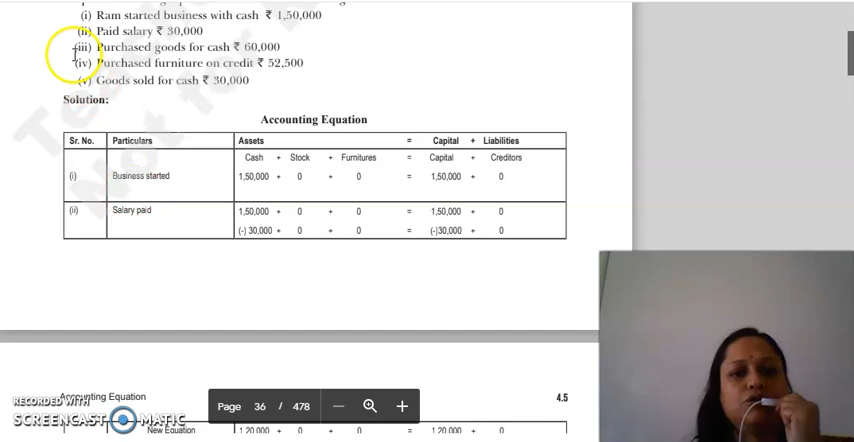 (i) Ram started business with cash ₹ 1,50,000
(ii) Paid salary ₹ 30,000
(iii) Purchased goods for cash ₹ 60,000
(iv) Purchased furniture on credit ₹ 52,500
(v) Goods sold for cash ₹ 30,000
Solution:
Accounting Equation
Sr. No. Particulars Assets = Capital + Liabilities
Cash + Stock + Furnitures = Capital + Creditors
(i) Business started 1,50,000 + 0 + 0 = 1,50,000 + 0
(ii) Salary paid 1,50,000 + 0 + 0 = 1,50,000 + 0
(-) 30,000 + 0 + 0 = (-)30,000 + 0
Accounting Equation 4.5
RECORDED WITH
SCREENCAST MATIC
Page 36 / 478
New Equation 1,20,000 + 0 + 0 = 1,20,000 + 0